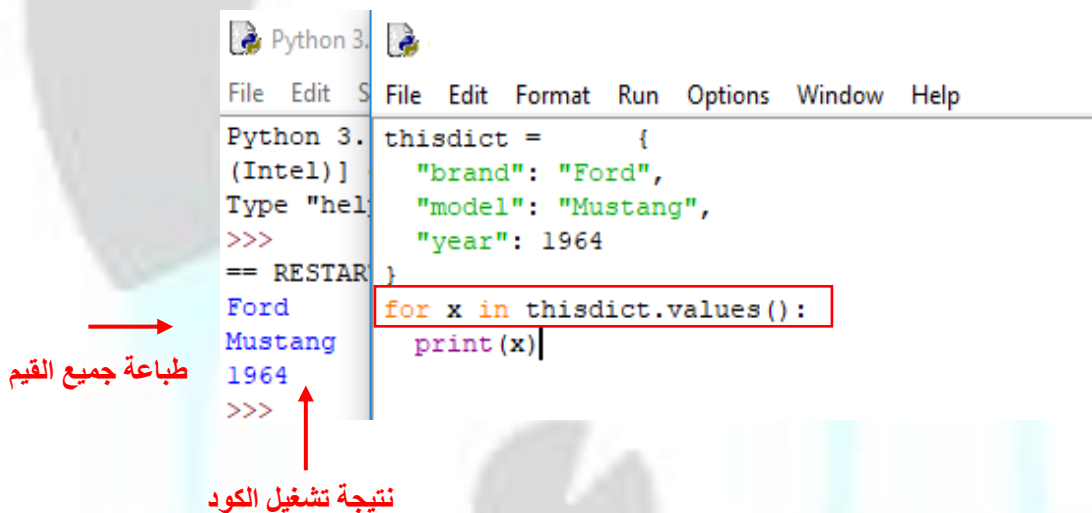 Python 3.
File Edit S
Python 3.
(Intel)]
Type "help
>>>
== RESTAR
Ford
Mustang
1964
>>>
File Edit Format Run Options Window Help
thisdict = {
"brand": "Ford",
"model": "Mustang",
"year": 1964
}
for x in thisdict.values():
print(x)
طباعة جميع القيم
نتيجة تشغيل الكود